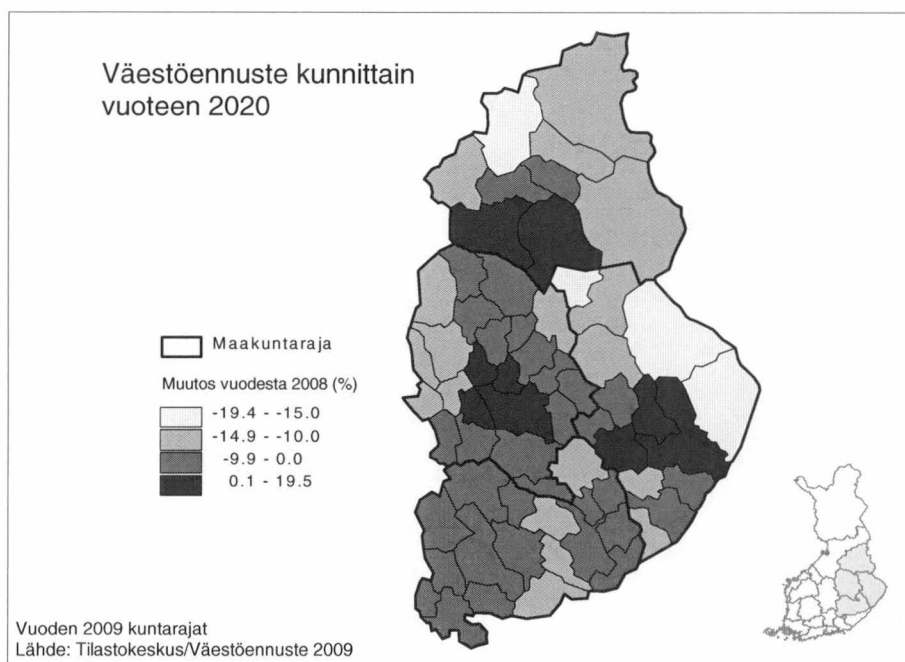 Väestöennuste kunnittain
vuoteen 2020
Maakuntaraja
Muutos vuodesta 2008 (%)
-19.4 - -15.0
-14.9 - -10.0
-9.9 - 0.0
0.1 - 19.5
Vuoden 2009 kuntarajat
Lähde: Tilastokeskus/Väestöennuste 2009